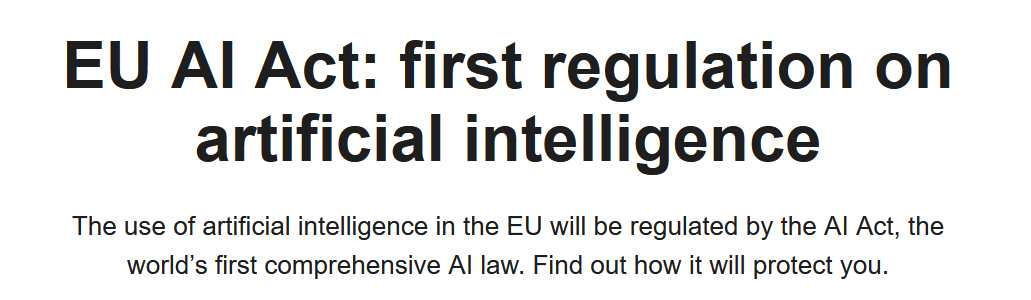 EU AI Act: first regulation on
artificial intelligence
The use of artificial intelligence in the EU will be regulated by the AI Act, the
world’s first comprehensive AI law. Find out how it will protect you.